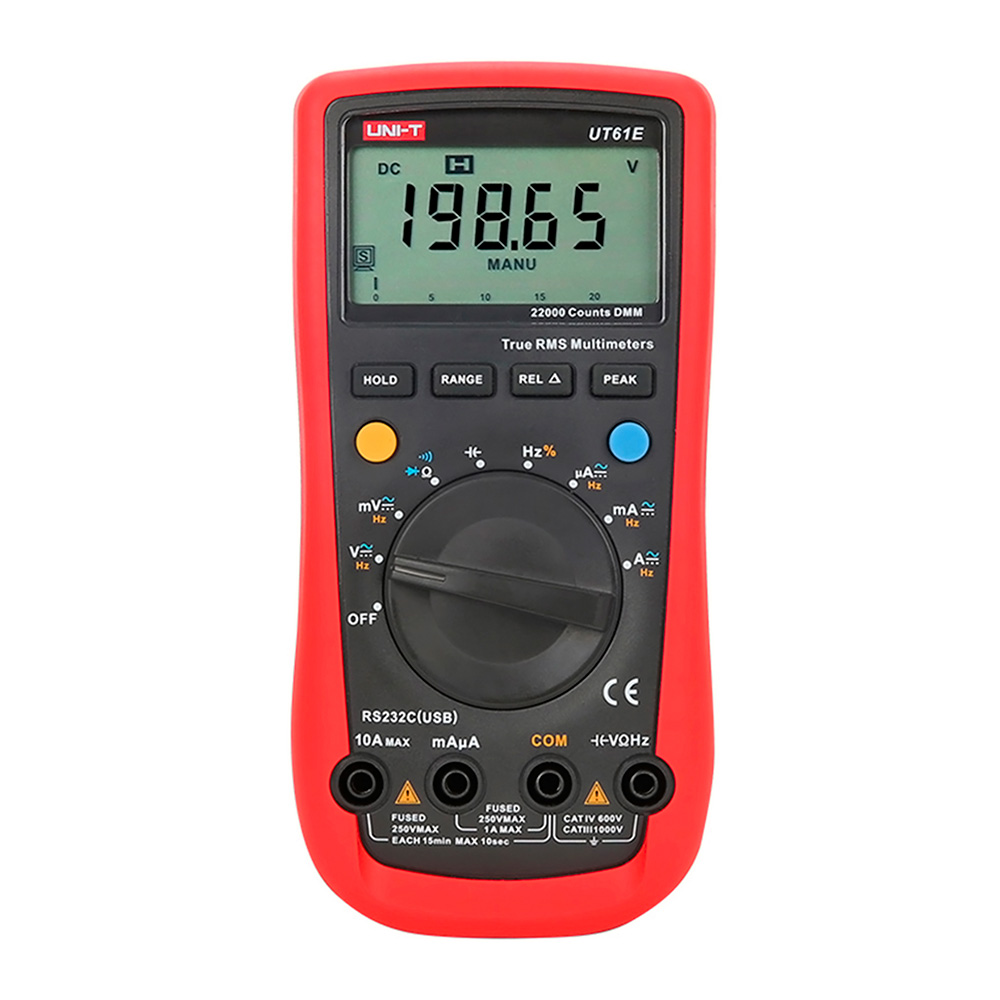 UNI-T UT61E
DC H V
198.65
S MANU
0 5 10 15 20
22000 Counts DMM
True RMS Multimeters
HOLD RANGE REL Δ PEAK
Hz%
Ω µA Hz
mV Hz mA Hz
V Hz A Hz
OFF
CE
RS232C(USB)
10A MAX mAµA COM VΩHz
FUSED 250VMAX
FUSED 250VMAX 1A MAX
CAT IV 600V
CAT III 1000V
EACH 15min MAX 10sec